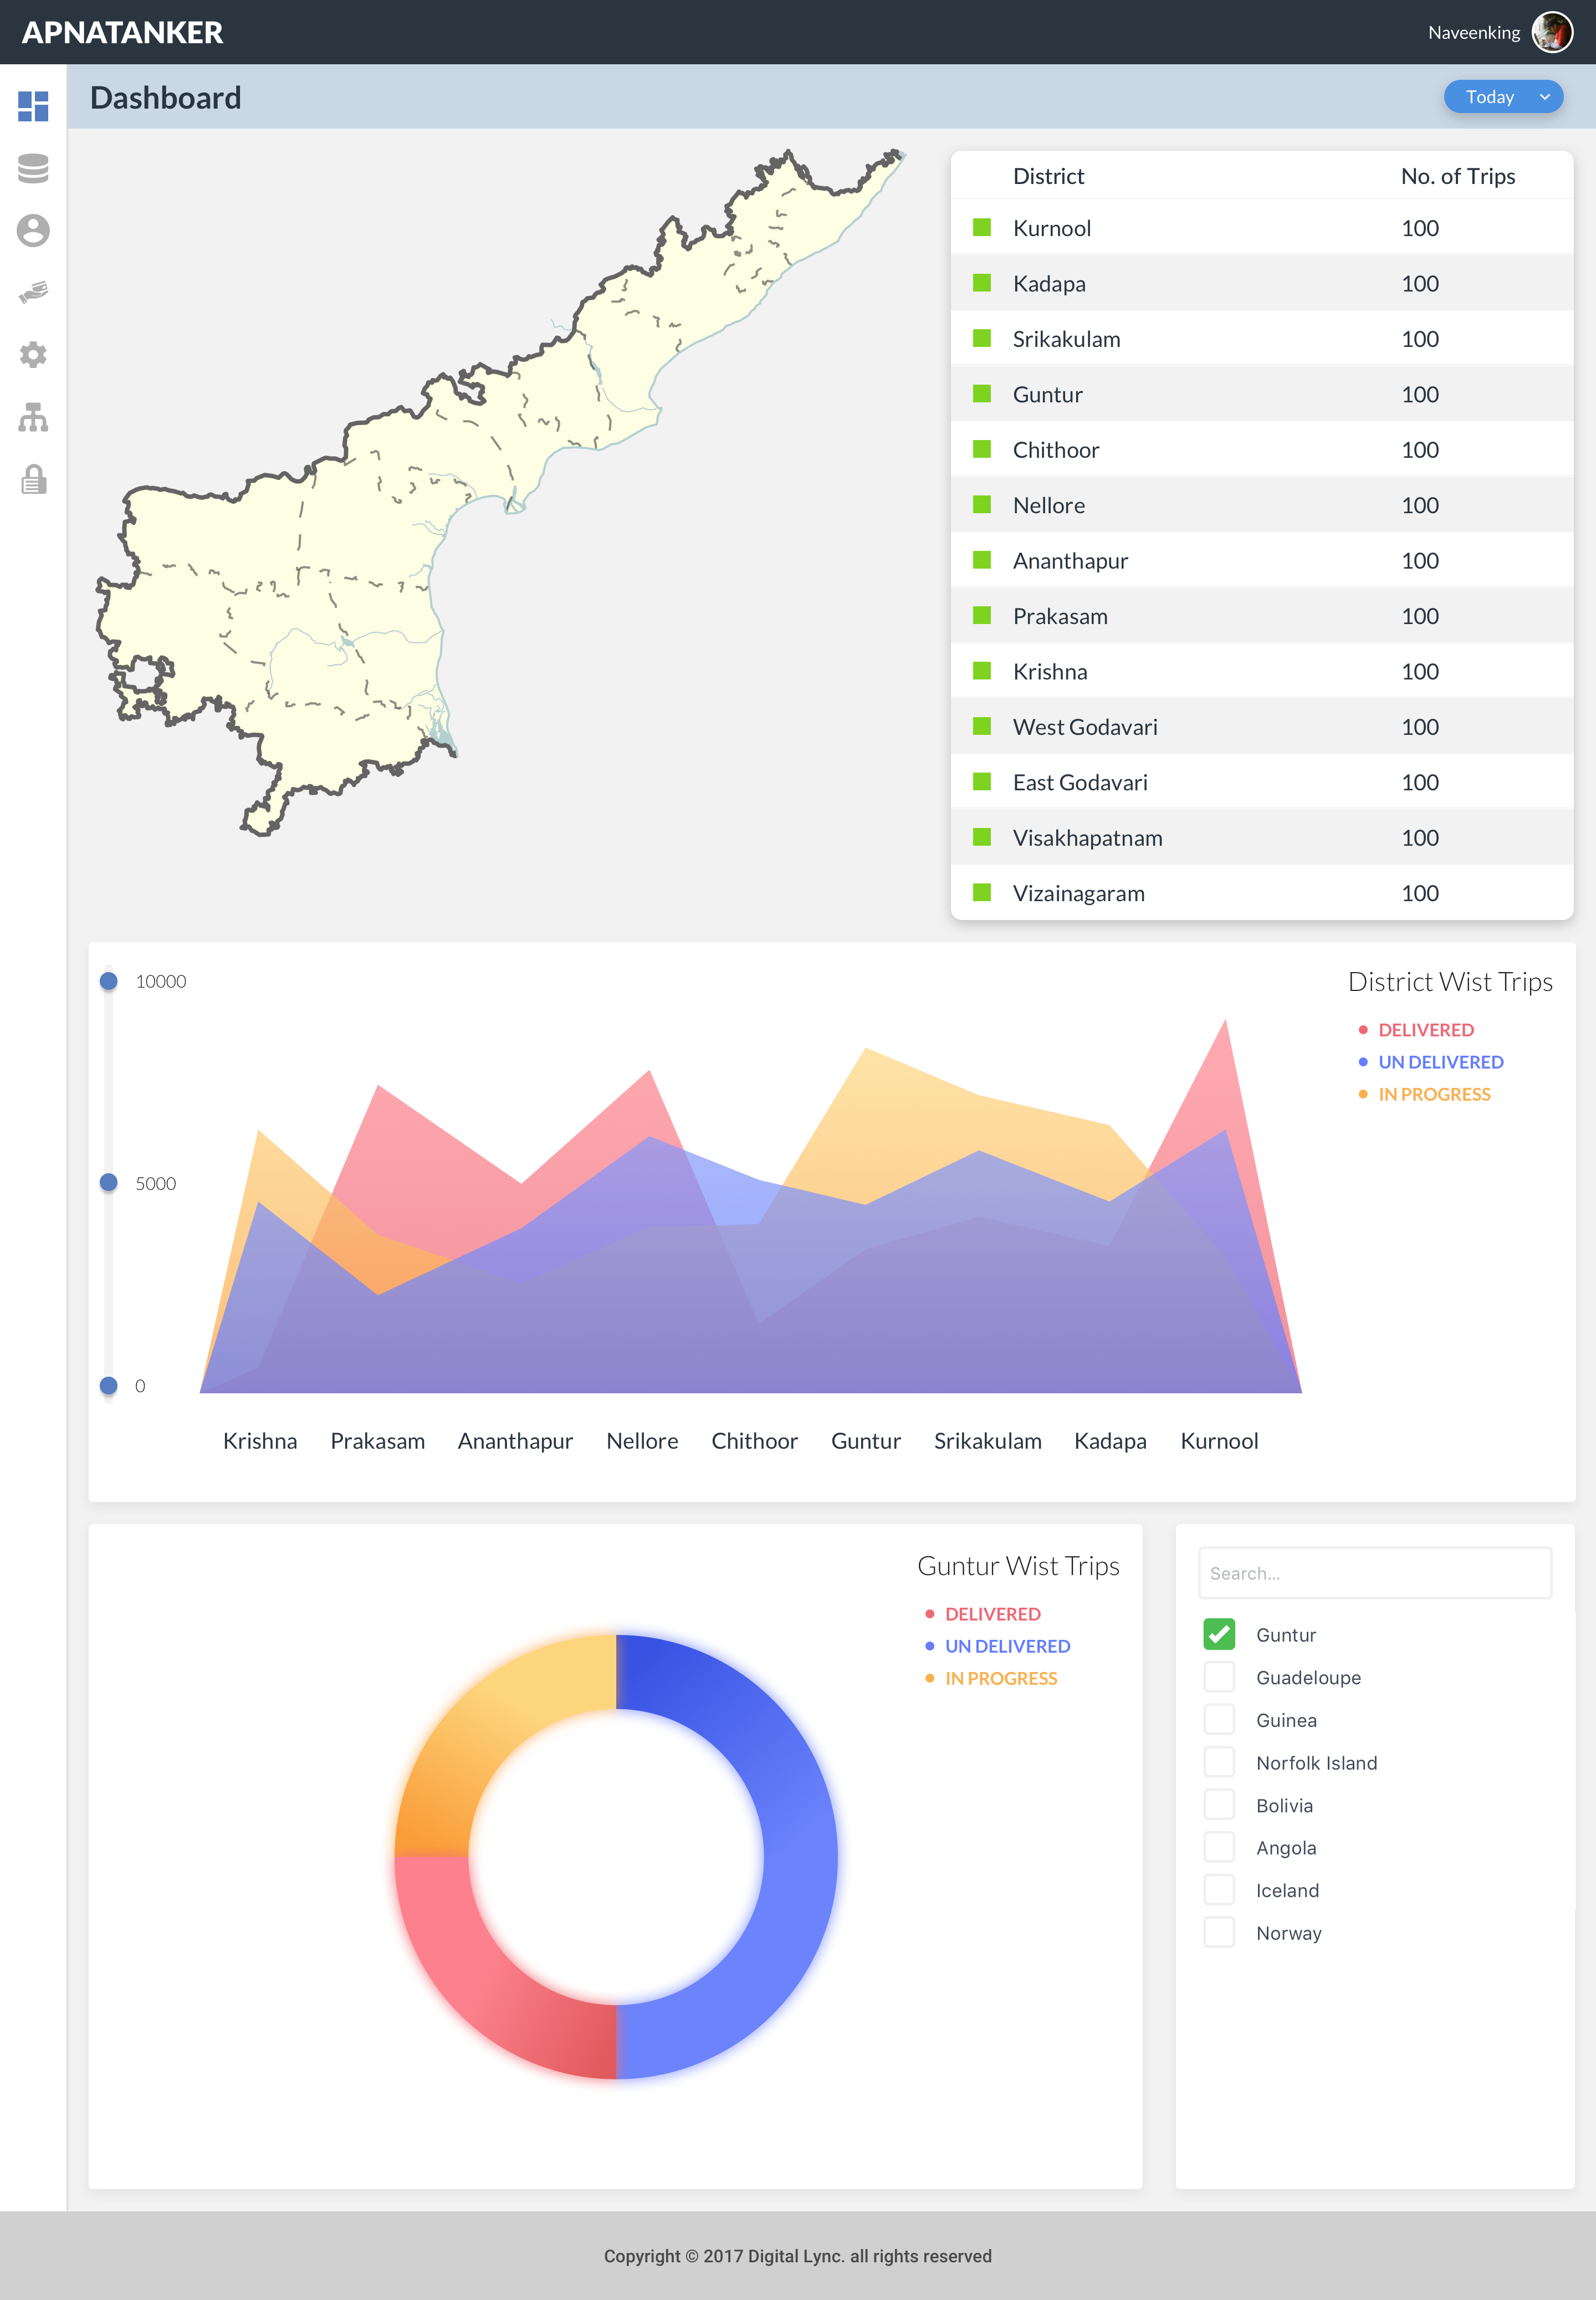 APNATANKER
Naveenking
Dashboard
Today
District No. of Trips
Kurnool 100
Kadapa 100
Srikakulam 100
Guntur 100
Chithoor 100
Nellore 100
Ananthapur 100
Prakasam 100
Krishna 100
West Godavari 100
East Godavari 100
Visakhapatnam 100
Vizainagaram 100
District Wist Trips
DELIVERED
UN DELIVERED
IN PROGRESS
10000
5000
0
Krishna Prakasam Ananthapur Nellore Chithoor Guntur Srikakulam Kadapa Kurnool
Guntur Wist Trips
DELIVERED
UN DELIVERED
IN PROGRESS
Search...
Guntur
Guadeloupe
Guinea
Norfolk Island
Bolivia
Angola
Iceland
Norway
Copyright © 2017 Digital Lync. all rights reserved